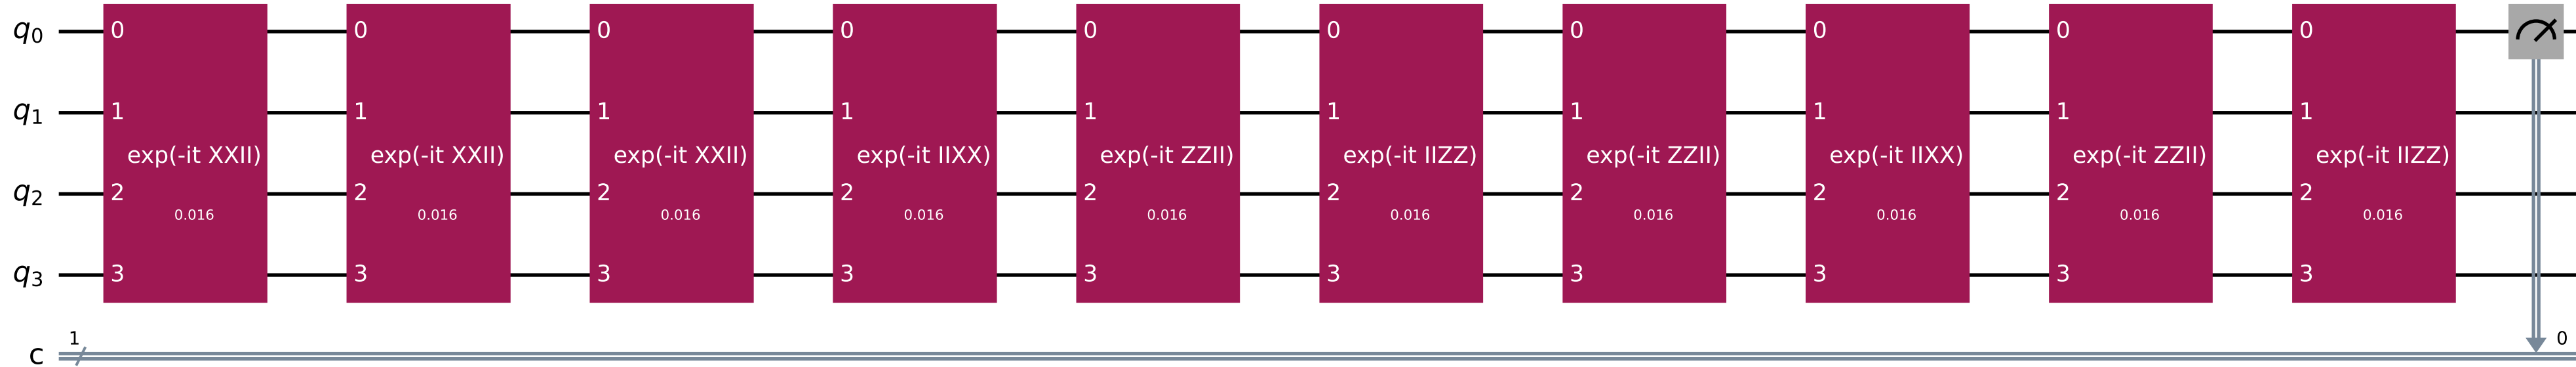 q0 0 0 0 0 0 0 0 0 0 0
q1 1 1 1 1 1 1 1 1 1 1
exp(-it XXII) exp(-it XXII) exp(-it XXII) exp(-it IIXX) exp(-it ZZII) exp(-it IIZZ) exp(-it ZZII) exp(-it IIXX) exp(-it ZZII) exp(-it IIZZ)
q2 2 2 2 2 2 2 2 2 2 2
0.016 0.016 0.016 0.016 0.016 0.016 0.016 0.016 0.016 0.016
q3 3 3 3 3 3 3 3 3 3 3
1 0
c